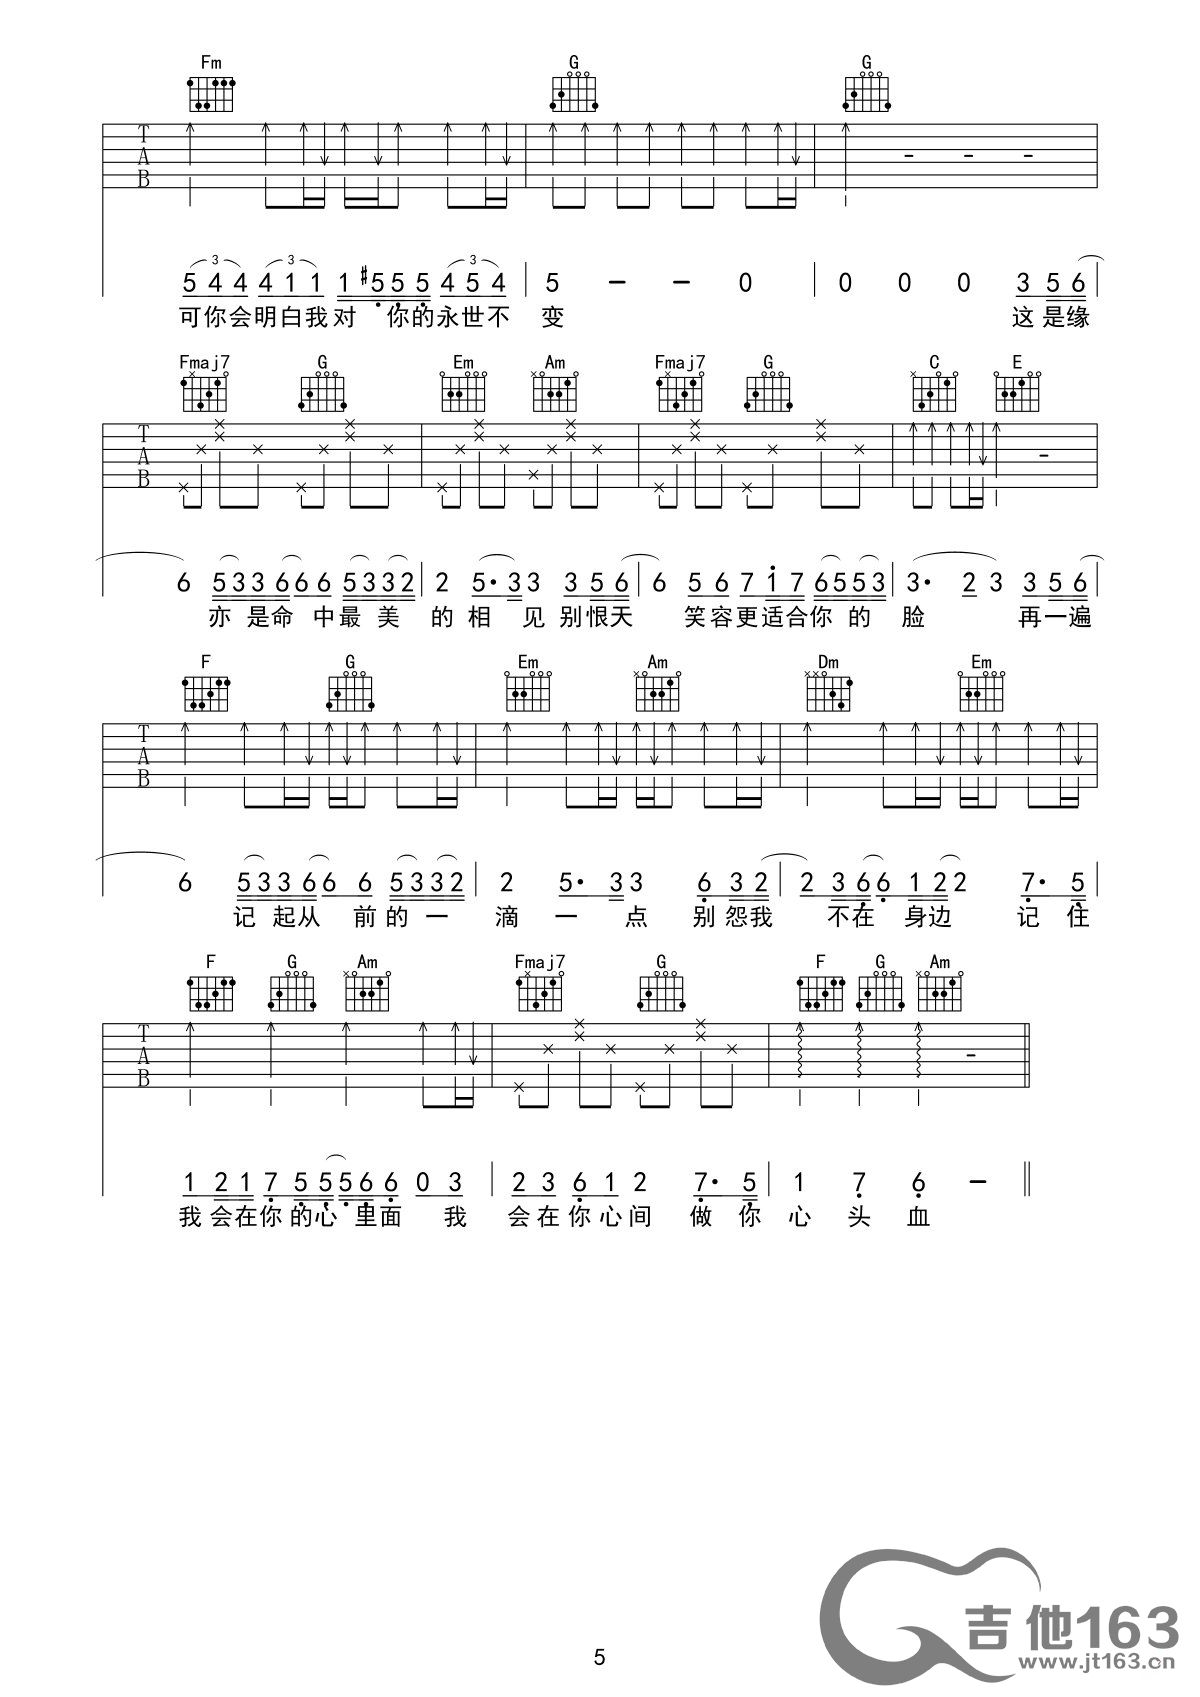 Fm G G
T A B
3 3 3
5 4 4 4 1 1 1 #5 5 5 4 5 4 5 - - 0 0 0 0 3 5 6
可你会明白我对 你的永世不 变 这是缘
Fmaj7 G Em Am Fmaj7 G C E
T A B
6 5 3 3 6 6 6 5 3 3 2 2 5· 3 3 3 5 6 6 5 6 7 1 7 6 5 5 3 3· 2 3 3 5 6
亦是命中最美 的相见别恨天 笑容更适合你的 脸 再一遍
F G Em Am Dm Em
T A B
6 5 3 3 6 6 6 5 3 3 2 2 5· 3 3 6 3 2 2 3 6 6 1 2 2 7· 5
记起从前的一 滴一点别怨我 不在身边记住
F G Am Fmaj7 G F G Am
T A B
1 2 1 7 5 5 5 6 6 0 3 2 3 6 1 2 7· 5 1 7 6 -
我会在你的心里面 我 会在你心间做你 心头血
吉他163
www.jt163.cn
5